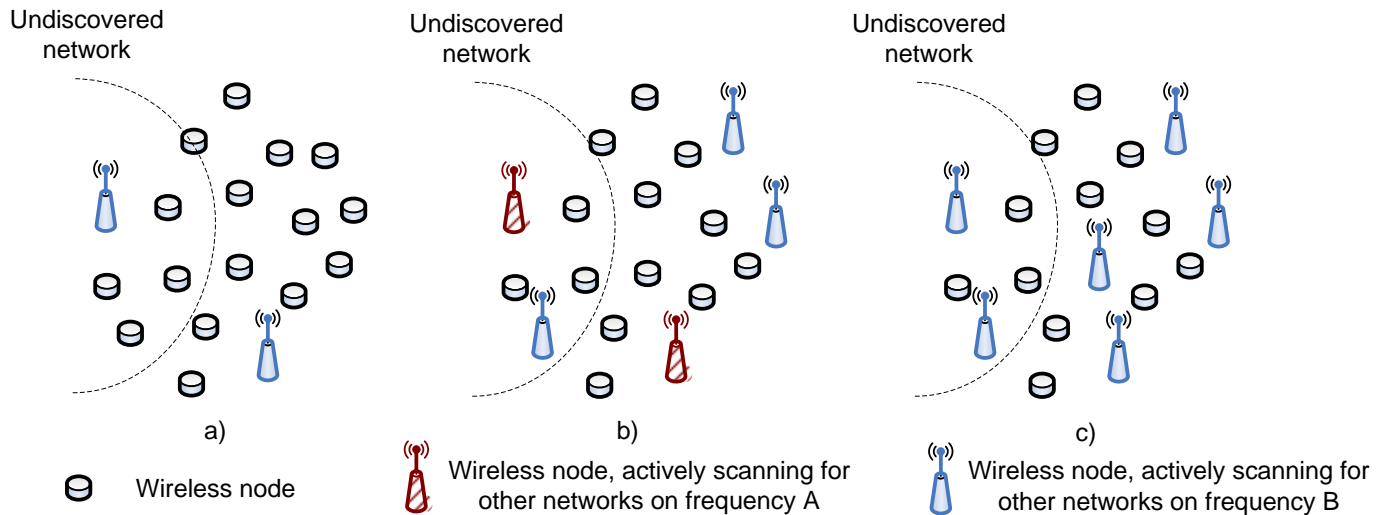 Undiscovered
network
Undiscovered
network
Undiscovered
network
a)
b)
c)
Wireless node
Wireless node, actively scanning for
other networks on frequency A
Wireless node, actively scanning for
other networks on frequency B